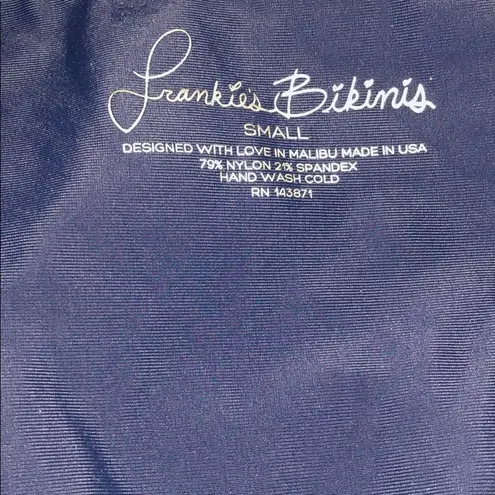 Frankie's Bikinis
SMALL
DESIGNED WITH LOVE IN MALIBU MADE IN USA
79% NYLON 21% SPANDEX
HAND WASH COLD
RN 143871